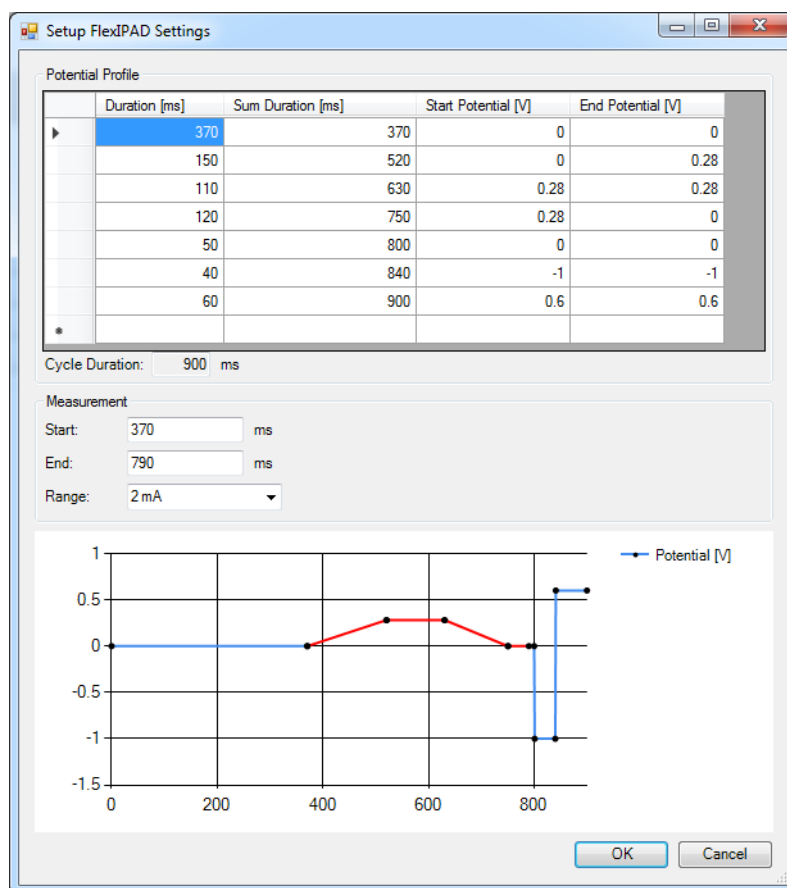 Setup FlexIPAD Settings
Potential Profile
Duration [ms] Sum Duration [ms] Start Potential [V] End Potential [V]
370 370 0 0
150 520 0 0.28
110 630 0.28 0.28
120 750 0.28 0
50 800 0 0
40 840 -1 -1
60 900 0.6 0.6
*
Cycle Duration: 900 ms
Measurement
Start: 370 ms
End: 790 ms
Range: 2 mA
1
Potential [V]
0.5
0
-0.5
-1
-1.5
0 200 400 600 800
OK Cancel